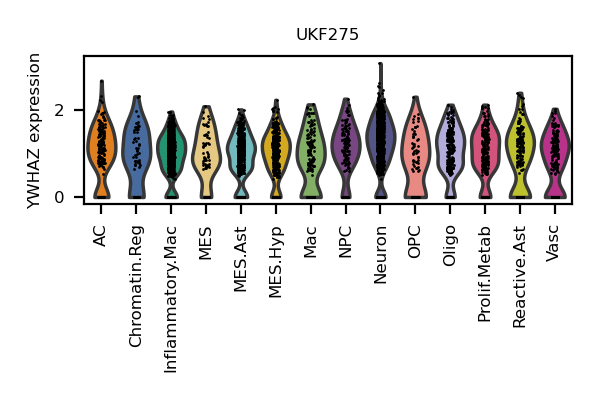 UKF275
YWHAZ expression
2
0
AC
Chromatin.Reg
Inflammatory.Mac
MES
MES.Ast
MES.Hyp
Mac
NPC
Neuron
OPC
Oligo
Prolif.Metab
Reactive.Ast
Vasc